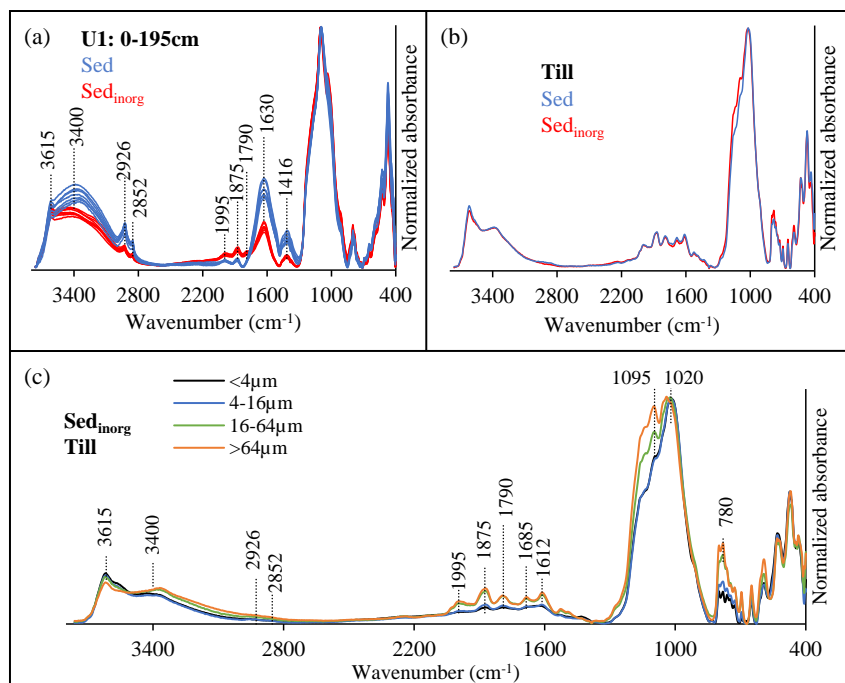 (a)
U1: 0-195cm
Sed
Sedinorg
3615
3400
2926
2852
1995
1875
1790
1630
1416
Normalized absorbance
3400 2800 2200 1600 1000 400
Wavenumber (cm-1)
(b)
Till
Sed
Sedinorg
Normalized absorbance
3400 2800 2200 1600 1000 400
Wavenumber (cm-1)
(c)
Sedinorg
Till
<4µm
4-16µm
16-64µm
>64µm
3615
3400
2926
2852
1995
1875
1790
1685
1612
1095
1020
780
Normalized absorbance
3400 2800 2200 1600 1000 400
Wavenumber (cm-1)